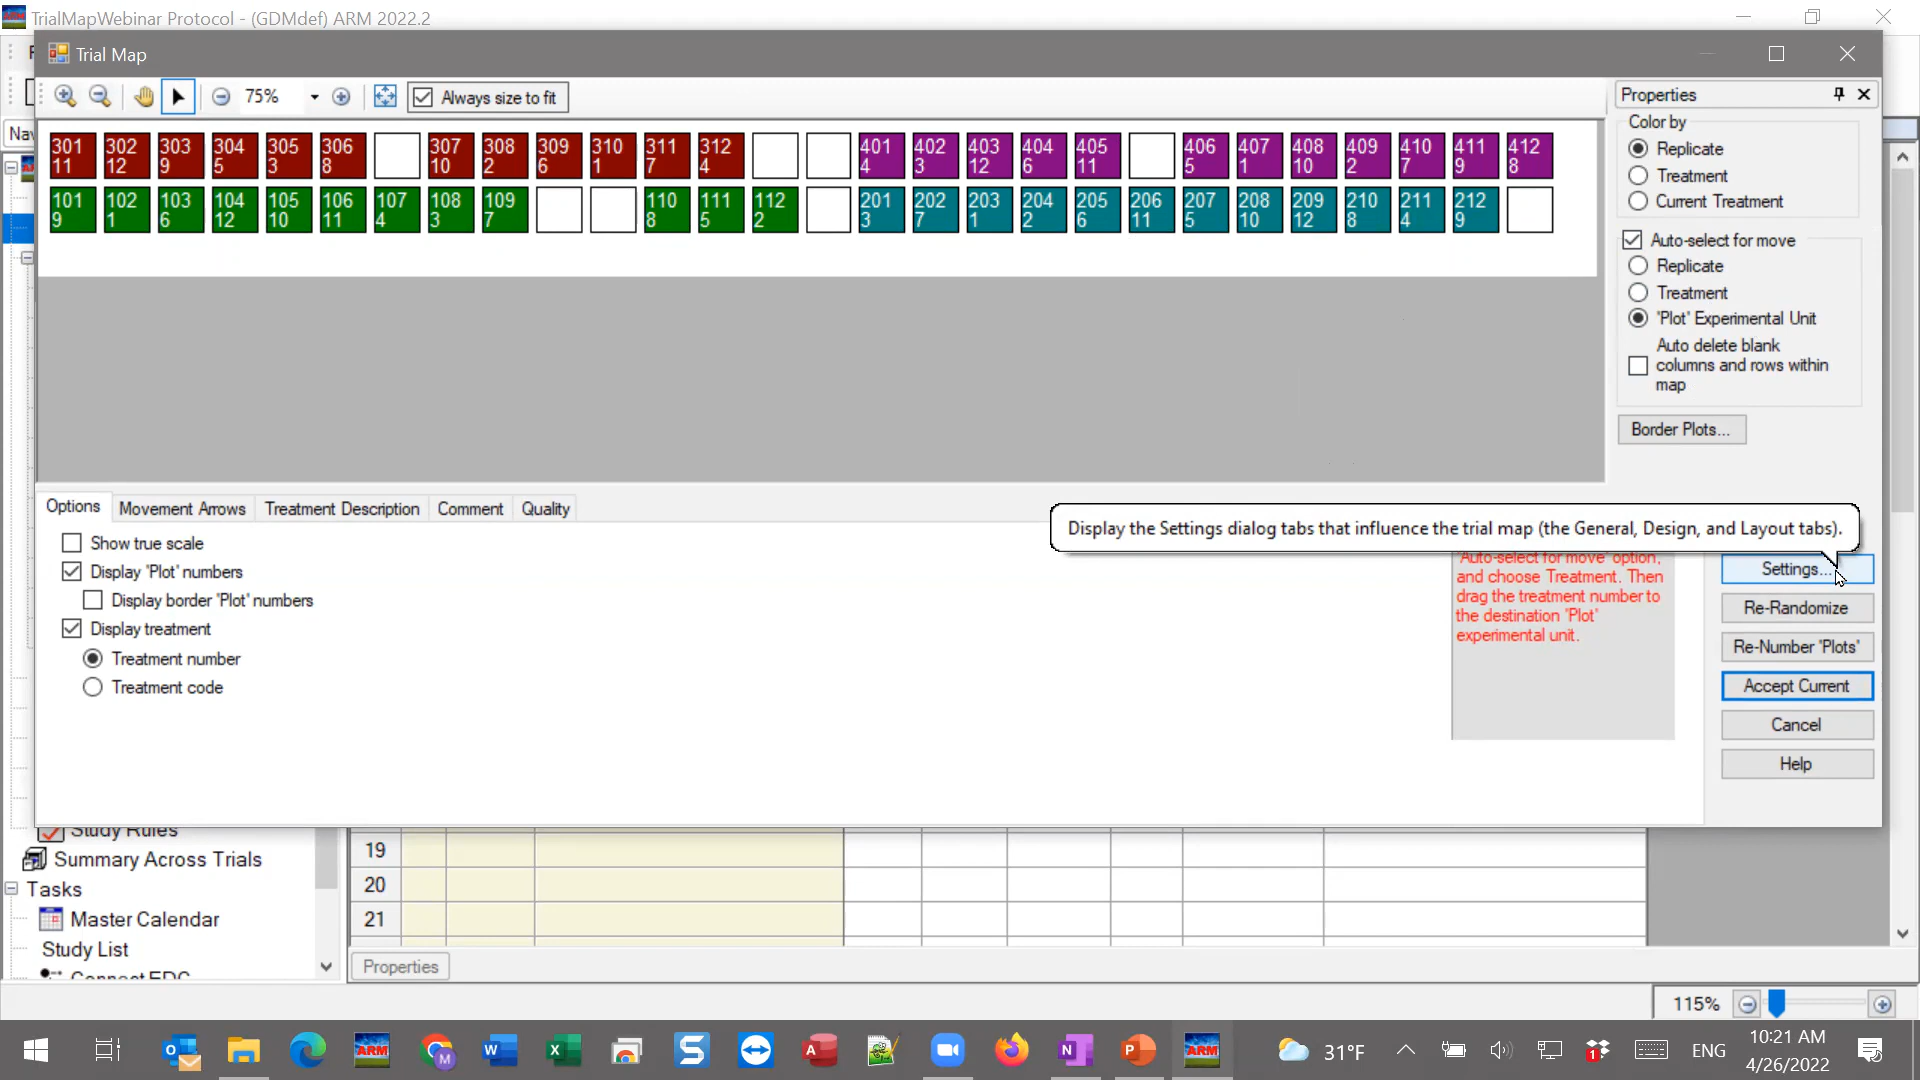 TrialMapWebinar Protocol - (GDMdef) ARM 2022.2
Trial Map
75%
Always size to fit
Properties
Nav
301 302 303 304 305 306 307 308 309 310 311 312 401 402 403 404 405 406 407 408 409 410 411 412
11 12 9 5 3 8 10 2 6 1 7 4 4 3 12 6 11 5 1 10 2 7 9 8
101 102 103 104 105 106 107 108 109 110 111 112 201 202 203 204 205 206 207 208 209 210 211 212
9 1 6 12 10 11 4 3 7 8 5 2 3 7 1 2 6 11 5 10 12 8 4 9
Color by
Replicate
Treatment
Current Treatment
Auto-select for move
Replicate
Treatment
'Plot' Experimental Unit
Auto delete blank
columns and rows within
map
Border Plots...
Options
Movement Arrows
Treatment Description
Comment
Quality
Show true scale
Display 'Plot' numbers
Display border 'Plot' numbers
Display treatment
Treatment number
Treatment code
Display the Settings dialog tabs that influence the trial map (the General, Design, and Layout tabs).
'Auto-select for move' option,
and choose Treatment. Then
drag the treatment number to
the destination 'Plot'
experimental unit.
Settings...
Re-Randomize
Re-Number 'Plots'
Accept Current
Cancel
Help
Study Rules
Summary Across Trials
Tasks
Master Calendar
Study List
Connect EDC
19
20
21
Properties
115%
31°F
ENG
10:21 AM
4/26/2022